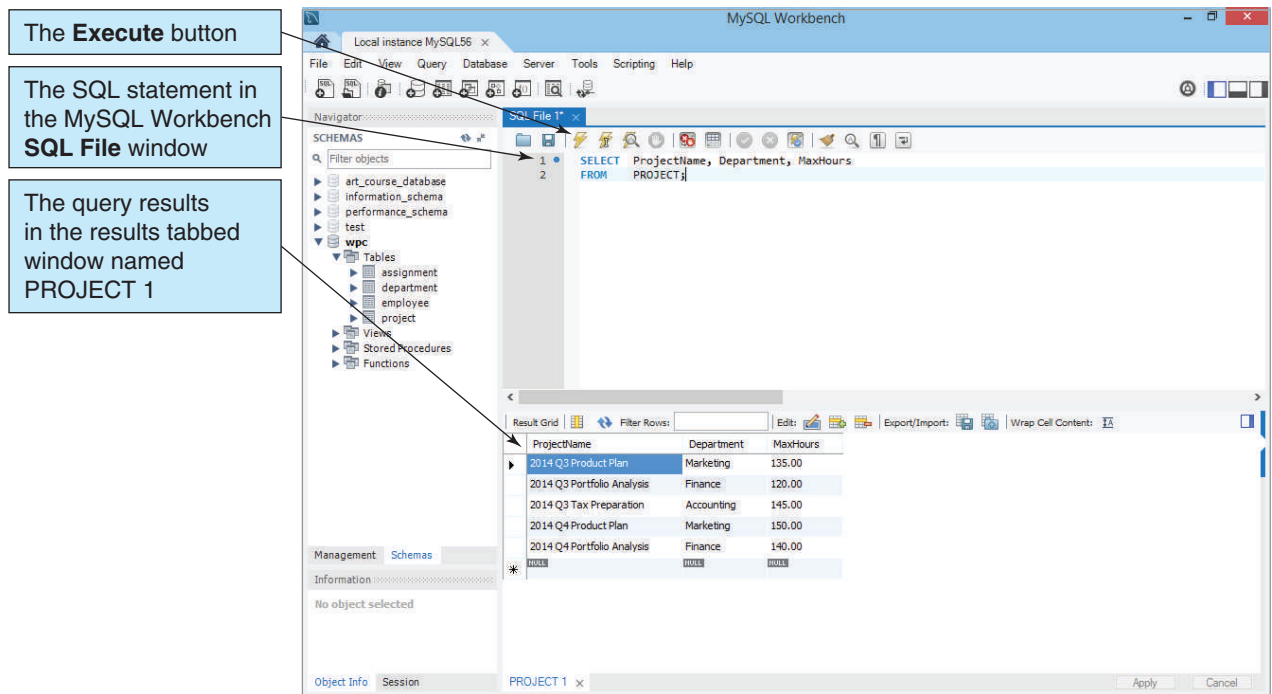 The Execute button
The SQL statement in
the MySQL Workbench
SQL File window
The query results
in the results tabbed
window named
PROJECT 1
MySQL Workbench
Local instance MySQL56
File Edit View Query Database Server Tools Scripting Help
Navigator
SCHEMAS
Filter objects
art_course_database
information_schema
performance_schema
test
wpc
Tables
assignment
department
employee
project
Views
Stored Procedures
Functions
Management Schemas
Information
No object selected
Object Info Session
SQL File 1*
1 SELECT ProjectName, Department, MaxHours
2 FROM PROJECT;
Result Grid Filter Rows: Edit: Export/Import: Wrap Cell Content: IA
ProjectName Department MaxHours
2014 Q3 Product Plan Marketing 135.00
2014 Q3 Portfolio Analysis Finance 120.00
2014 Q3 Tax Preparation Accounting 145.00
2014 Q4 Product Plan Marketing 150.00
2014 Q4 Portfolio Analysis Finance 140.00
NULL NULL NULL
PROJECT 1
Apply Cancel